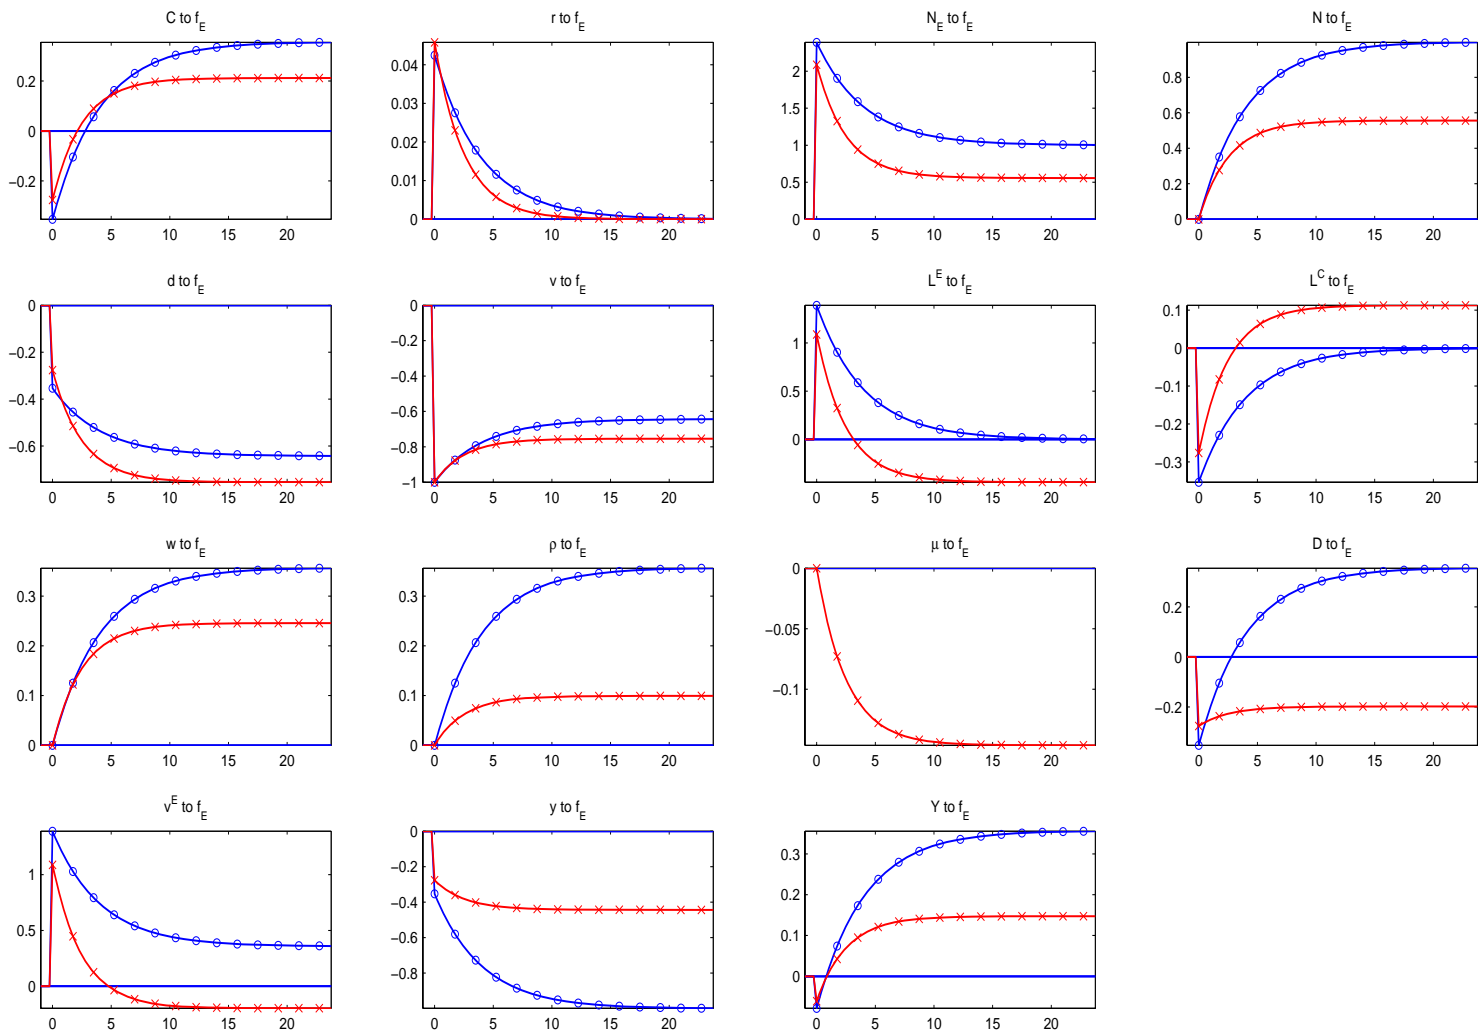 C to f_E
r to f_E
N_E to f_E
N to f_E
0.2
0
−0.2
0 5 10 15 20
0.04
0.03
0.02
0.01
0
0 5 10 15 20
2
1.5
1
0.5
0
0 5 10 15 20
0.8
0.6
0.4
0.2
0
0 5 10 15 20
d to f_E
v to f_E
L^E to f_E
L^C to f_E
0
−0.2
−0.4
−0.6
0 5 10 15 20
0
−0.2
−0.4
−0.6
−0.8
−1
0 5 10 15 20
1
0.5
0
0 5 10 15 20
0.1
0
−0.1
−0.2
−0.3
0 5 10 15 20
w to f_E
ρ to f_E
μ to f_E
D to f_E
0.3
0.2
0.1
0
0 5 10 15 20
0.3
0.2
0.1
0
0 5 10 15 20
0
−0.05
−0.1
0 5 10 15 20
0.2
0
−0.2
0 5 10 15 20
v^E to f_E
y to f_E
Y to f_E
1
0.5
0
0 5 10 15 20
0
−0.2
−0.4
−0.6
−0.8
0 5 10 15 20
0.3
0.2
0.1
0
0 5 10 15 20